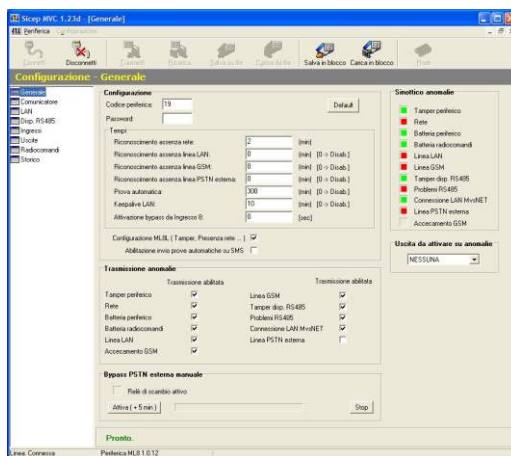 Sicep MVC 1.23d - [Generale]
Periferica Configurazione
Connetti Disconnetti Trasmetti Ricevi Salva su file Carica da file Salva in blocco Carica in blocco Reset
Configurazione - Generale
Generale
Comunicatore
LAN
Disp. RS485
Ingressi
Uscite
Radiocomandi
Storico
Configurazione
Codice periferica: 19
Default
Password:
Tempi
Riconoscimento assenza rete: 2 (min)
Riconoscimento assenza linea LAN: 0 (min) [0 -> Disab.]
Riconoscimento assenza linea GSM: 0 (min) [0 -> Disab.]
Riconoscimento assenza linea PSTN esterna: 0 (min) [0 -> Disab.]
Prova automatica: 308 (min) [0 -> Disab.]
Keepalive LAN: 10 (min) [0 -> Disab.]
Attivazione bypass da Ingresso 8: 0 (sec)
Configurazione ML8L ( Tamper, Presenza rete ... )
Abilitazione invio prove automatiche su SMS
Trasmissione anomalie
Trasmissione abilitata Trasmissione abilitata
Tamper periferico Linea GSM
Rete Tamper disp. RS485
Batteria periferico Problemi RS485
Batteria radiocomandi Connessione LAN MvsNET
Linea LAN Linea PSTN esterna
Accecamento GSM
Bypass PSTN esterna manuale
Relè di scambio attivo
Attiva ( + 5 min.) Stop
Sinottico anomalie
Tamper periferico
Rete
Batteria periferico
Batteria radiocomandi
Linea LAN
Linea GSM
Tamper disp. RS485
Problemi RS485
Connessione LAN MvsNET
Linea PSTN esterna
Accecamento GSM
Uscita da attivare su anomalie
NESSUNA
Pronto.
Linea: Connessa Periferica ML8 1.0.12